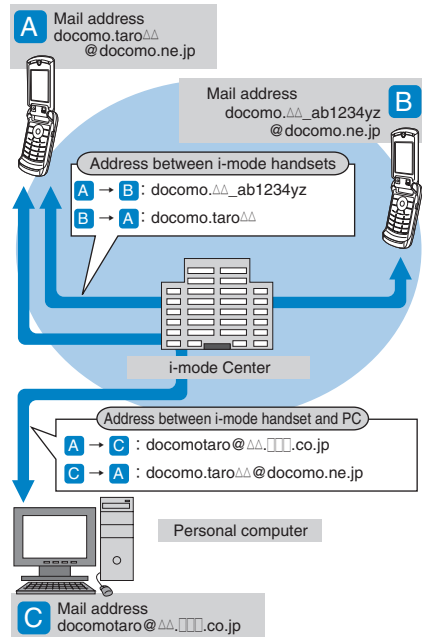 A Mail address
docomo.taro△△
@docomo.ne.jp
Mail address
docomo.△△_ab1234yz
@docomo.ne.jp
B
Address between i-mode handsets
A → B : docomo.△△_ab1234yz
B → A : docomo.taro△△
i-mode Center
Address between i-mode handset and PC
A → C : docomotaro@△△.□□□.co.jp
C → A : docomo.taro△△@docomo.ne.jp
Personal computer
C Mail address
docomotaro@△△.□□□.co.jp